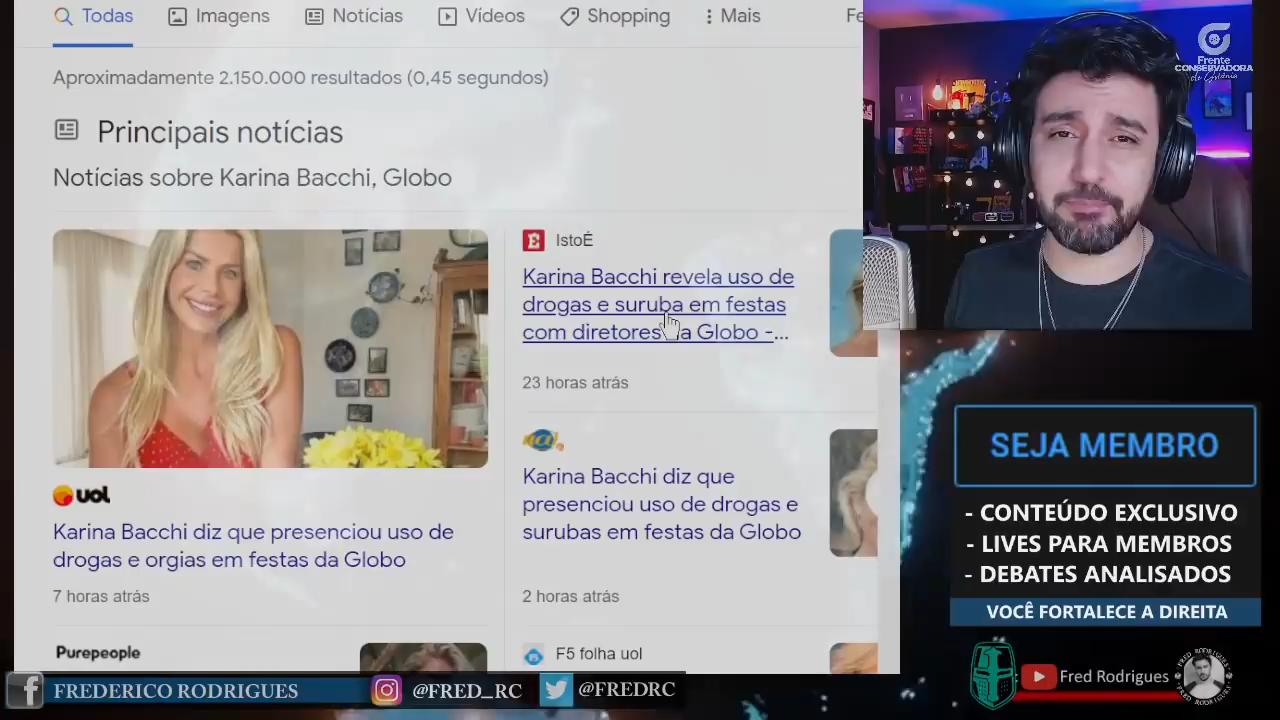 Todas
Imagens
Notícias
Vídeos
Shopping
Mais
Fe
Aproximadamente 2.150.000 resultados (0,45 segundos)
Principais notícias
Notícias sobre Karina Bacchi, Globo
IstoÉ
Karina Bacchi revela uso de
drogas e suruba em festas
com diretores da Globo -...
23 horas atrás
uol
Karina Bacchi diz que presenciou uso de
drogas e orgias em festas da Globo
7 horas atrás
Karina Bacchi diz que
presenciou uso de drogas e
surubas em festas da Globo
2 horas atrás
Purepeople
F5 folha uol
Frente
CONSERVADORA
de Goiânia
SEJA MEMBRO
- CONTEÚDO EXCLUSIVO
- LIVES PARA MEMBROS
- DEBATES ANALISADOS
VOCÊ FORTALECE A DIREITA
FREDERICO RODRIGUES
@FRED_RC
@FREDRC
Fred Rodrigues
FRED RODRIGUES